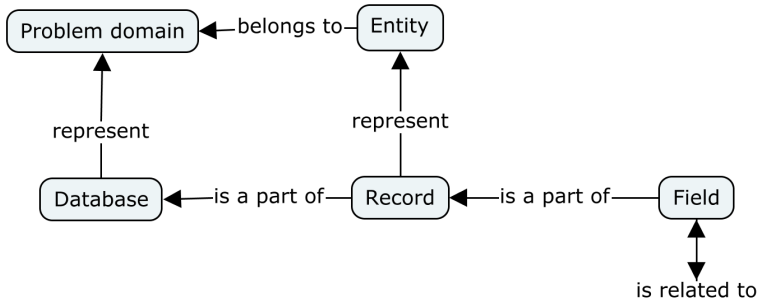 Problem domain
belongs to
Entity
represent
represent
Database
is a part of
Record
is a part of
Field
is related to